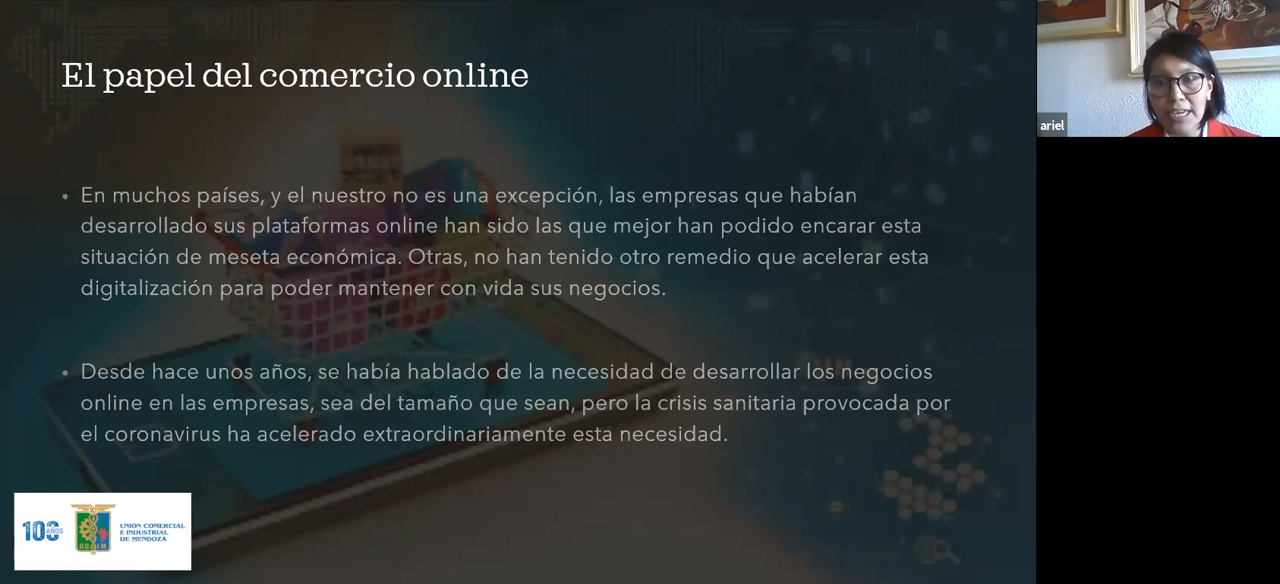 El papel del comercio online
ariel
• En muchos países, y el nuestro no es una excepción, las empresas que habían
desarrollado sus plataformas online han sido las que mejor han podido encarar esta
situación de meseta económica. Otras, no han tenido otro remedio que acelerar esta
digitalización para poder mantener con vida sus negocios.
• Desde hace unos años, se había hablado de la necesidad de desarrollar los negocios
online en las empresas, sea del tamaño que sean, pero la crisis sanitaria provocada por
el coronavirus ha acelerado extraordinariamente esta necesidad.
100 AÑOS
UCIM
UNIÓN COMERCIAL
E INDUSTRIAL
DE MENDOZA